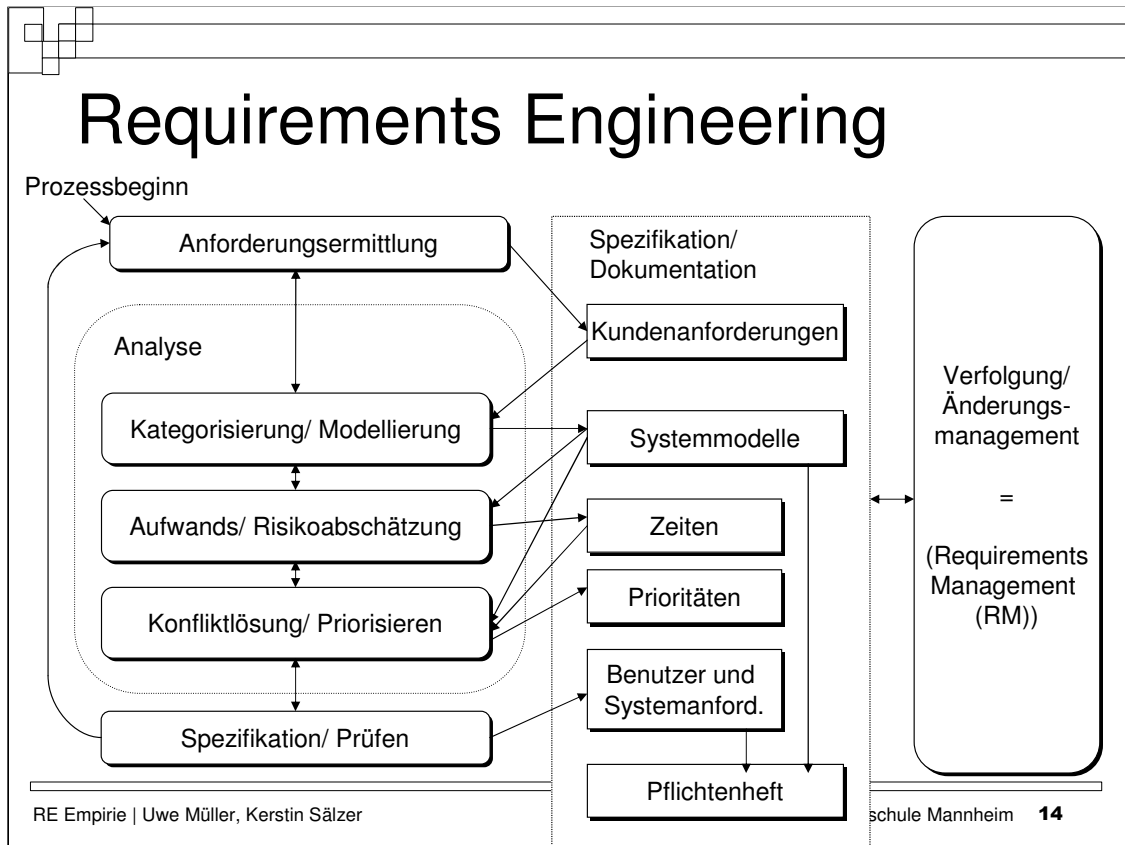 Requirements Engineering
Prozessbeginn
Anforderungsermittlung
Analyse
Kategorisierung/ Modellierung
Aufwands/ Risikoabschätzung
Konfliktlösung/ Priorisieren
Spezifikation/ Prüfen
Spezifikation/
Dokumentation
Kundenanforderungen
Systemmodelle
Zeiten
Prioritäten
Benutzer und
Systemanford.
Pflichtenheft
Verfolgung/
Änderungs-
management
=
(Requirements
Management
(RM))
RE Empirie | Uwe Müller, Kerstin Sälzer
schule Mannheim 14